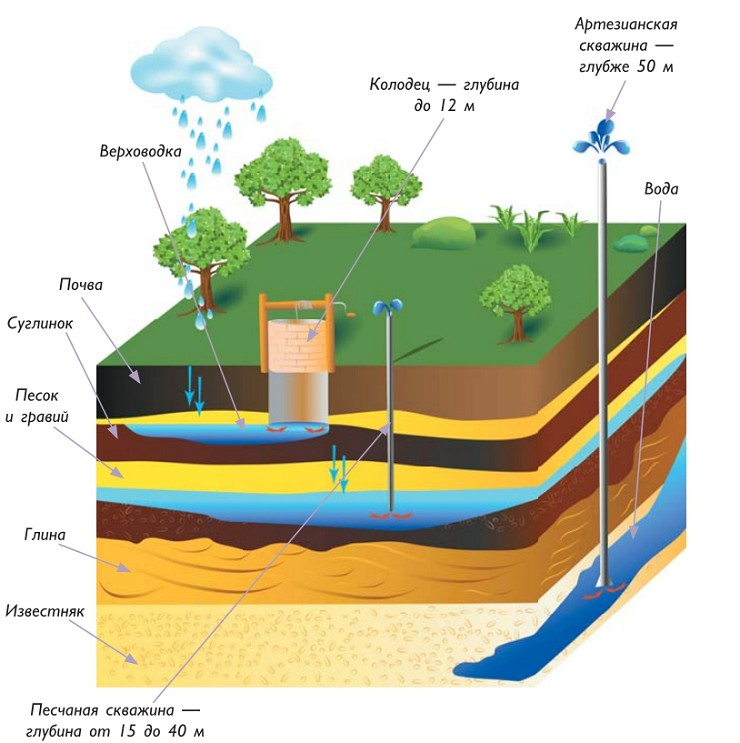 Артезианская
скважина —
глубже 50 м
Колодец — глубина
до 12 м
Верховодка
Вода
Почва
Суглинок
Песок
и гравий
Глина
Известняк
Песчаная скважина —
глубина от 15 до 40 м